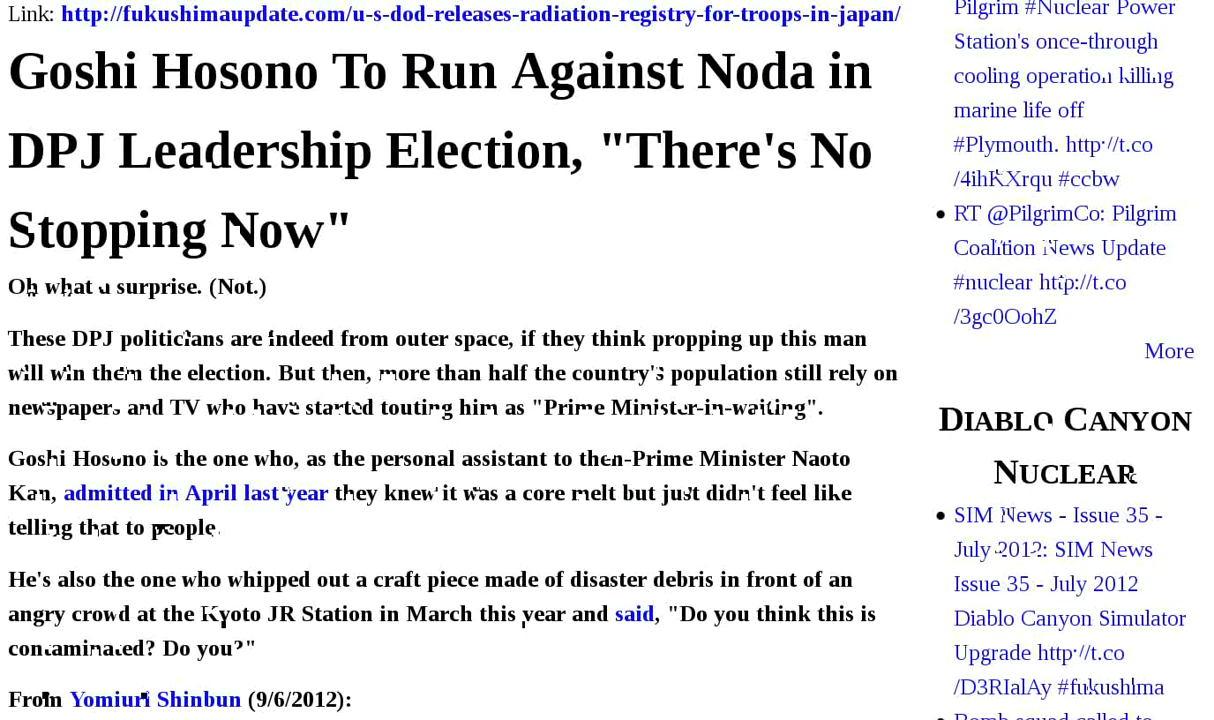 Link: http://fukushimaupdate.com/u-s-dod-releases-radiation-registry-for-troops-in-japan/
Goshi Hosono To Run Against Noda in
DPJ Leadership Election, "There's No
Stopping Now"
Oh what a surprise. (Not.)
These DPJ politicians are indeed from outer space, if they think propping up this man
will win them the election. But then, more than half the country's population still rely on
newspapers and TV who have started touting him as "Prime Minister-in-waiting".
Goshi Hosono is the one who, as the personal assistant to then-Prime Minister Naoto
Kan, admitted in April last year they knew it was a core melt but just didn't feel like
telling that to people.
He's also the one who whipped out a craft piece made of disaster debris in front of an
angry crowd at the Kyoto JR Station in March this year and said, "Do you think this is
contaminated? Do you?"
From Yomiuri Shinbun (9/6/2012):
Pilgrim #Nuclear Power
Station's once-through
cooling operation killing
marine life off
#Plymouth. http://t.co
/4ihKXrqu #ccbw
RT @PilgrimCo: Pilgrim
Coalition News Update
#nuclear http://t.co
/3gc0OohZ
More
DIABLO CANYON
NUCLEAR
SIM News - Issue 35 -
July 2012: SIM News
Issue 35 - July 2012
Diablo Canyon Simulator
Upgrade http://t.co
/D3RIalAy #fukushima
Bomb squad called to